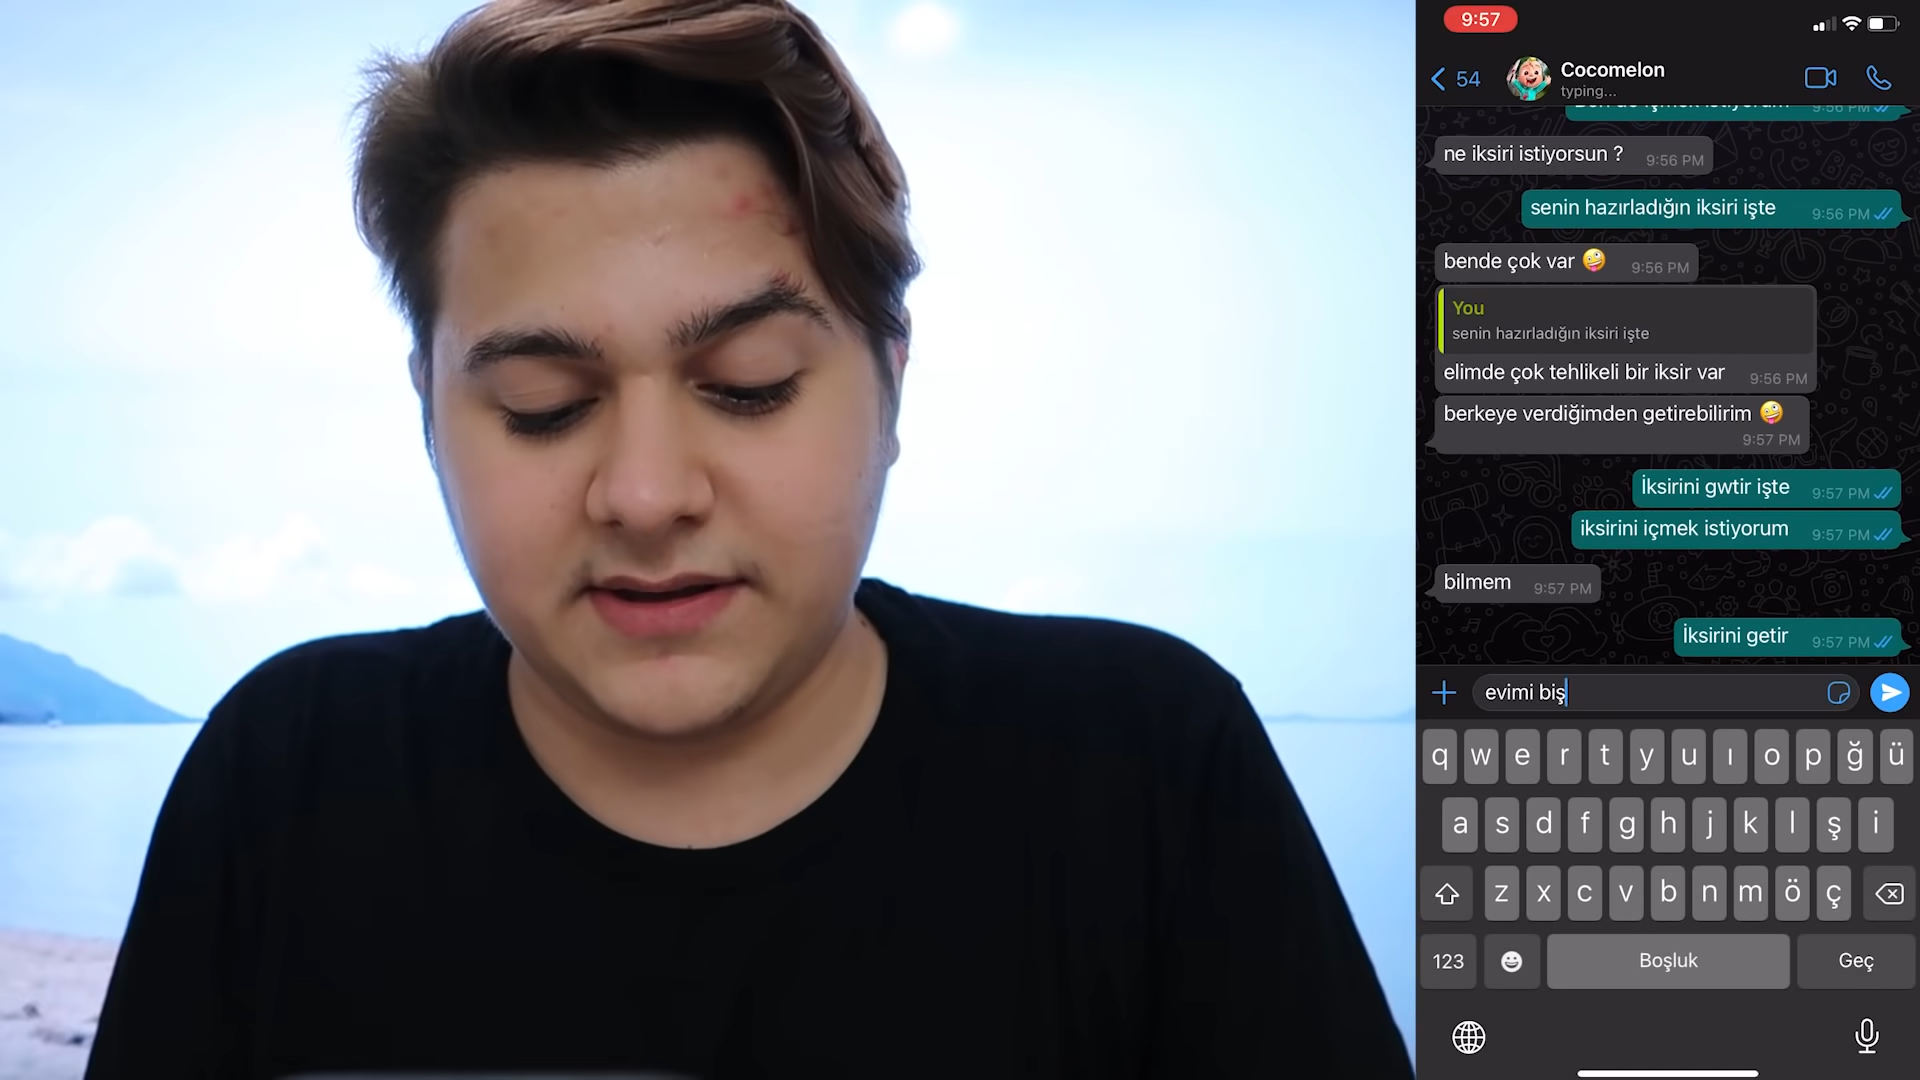 9:57
54
Cocomelon
typing...
9:56 PM
ne iksiri istiyorsun ?
9:56 PM
senin hazırladığın iksiri işte
9:56 PM
bende çok var 🤪
9:56 PM
You
senin hazırladığın iksiri işte
elimde çok tehlikeli bir iksir var
9:56 PM
berkeye verdiğimden getirebilirim 🤪
9:57 PM
İksirini gwtir işte
9:57 PM
iksirini içmek istiyorum
9:57 PM
bilmem
9:57 PM
İksirini getir
9:57 PM
evimi biş
q w e r t y u ı o p ğ ü
a s d f g h j k l ş i
z x c v b n m ö ç
123
Boşluk
Geç